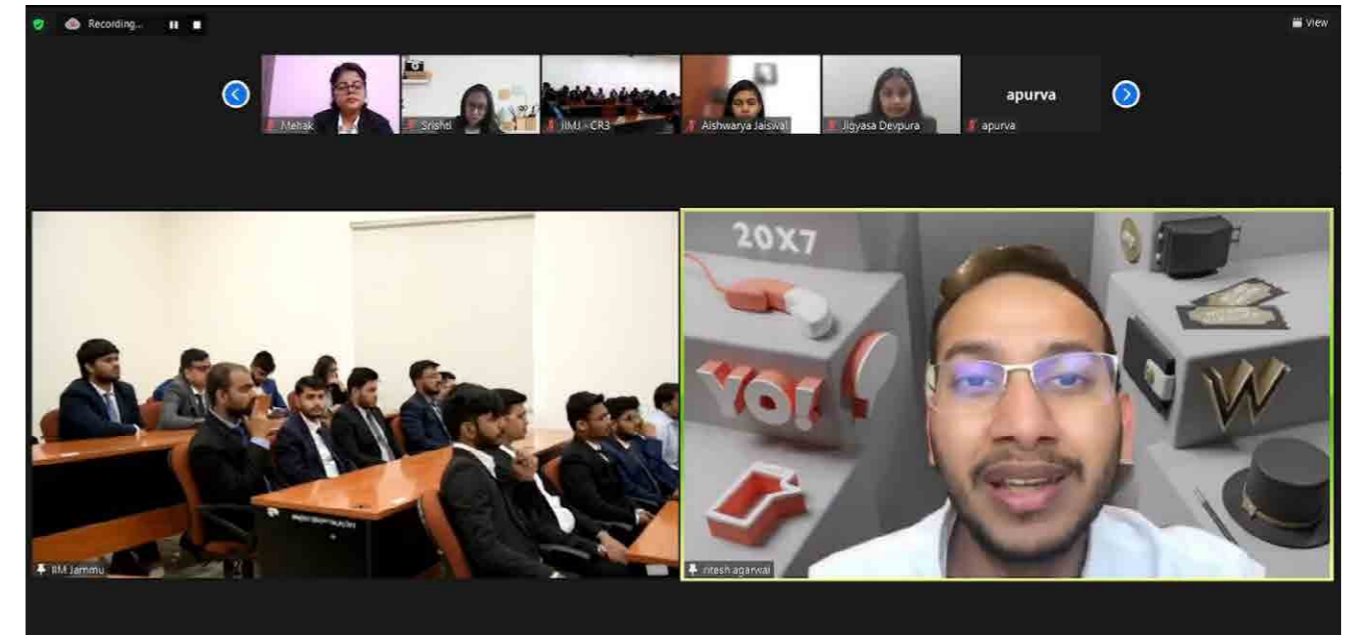 Recording...
View
Mehak
Srishti
IIMJ - CR3
Aishwarya Jaiswal
Jigyasa Devpura
apurva
apurva
20X7
YO!
W
IIM Jammu
ritesh agarwal